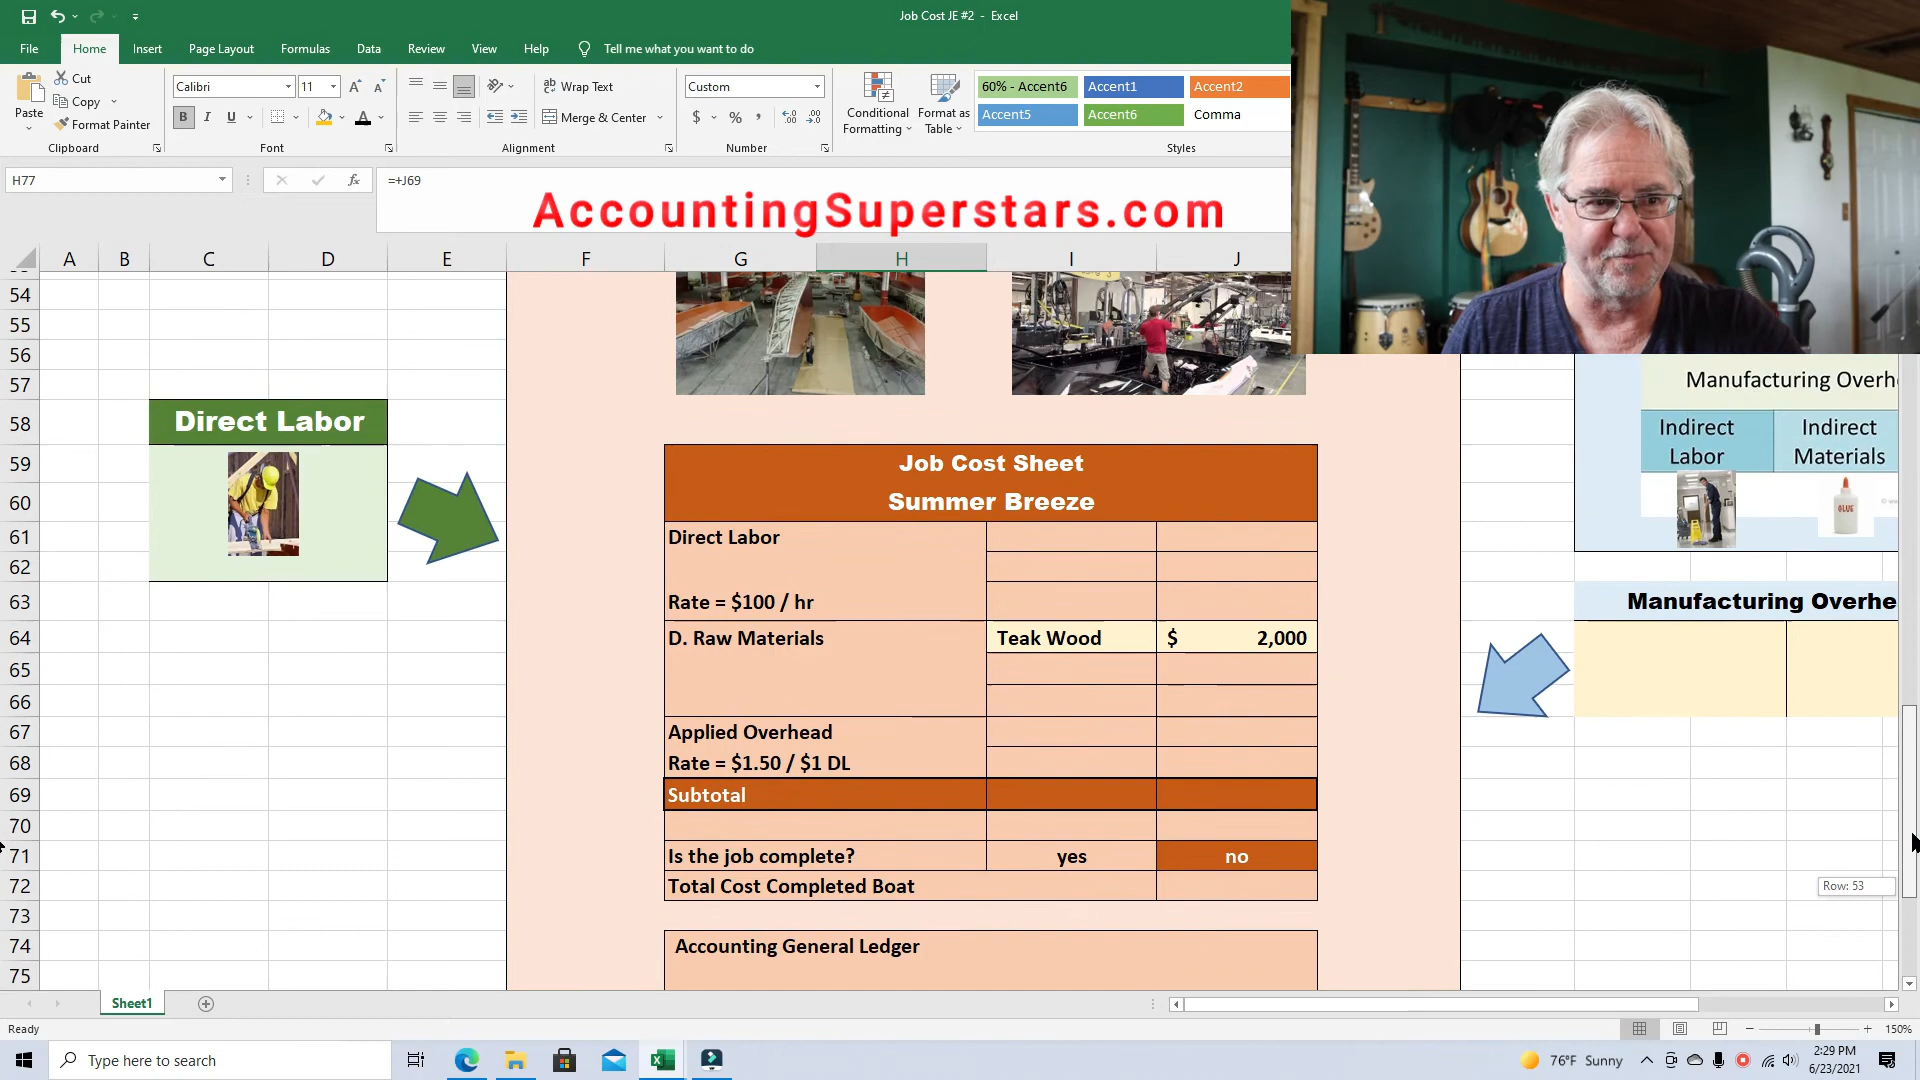 Job Cost JE #2 - Excel
File Home Insert Page Layout Formulas Data Review View Help Tell me what you want to do
Paste
Cut
Copy
Format Painter
Clipboard
Calibri 11
B I U
Font
Wrap Text
Merge & Center
Alignment
Custom
$ % ,
Number
Conditional Formatting
Format as Table
60% - Accent6 Accent1 Accent2
Accent5 Accent6 Comma
Styles
H77 fx =+J69
AccountingSuperstars.com
A B C D E F G H I J
54
55
56
57
58
59
60
61
62
63
64
65
66
67
68
69
70
71
72
73
74
75
Direct Labor
Job Cost Sheet
Summer Breeze
Direct Labor
Rate = $100 / hr
D. Raw Materials Teak Wood $ 2,000
Applied Overhead
Rate = $1.50 / $1 DL
Subtotal
Is the job complete? yes no
Total Cost Completed Boat
Accounting General Ledger
Manufacturing Overh
Indirect Labor
Indirect Materials
GLUE
Manufacturing Overhe
Row: 53
Sheet1
Ready
150%
Type here to search
76°F Sunny
2:29 PM
6/23/2021